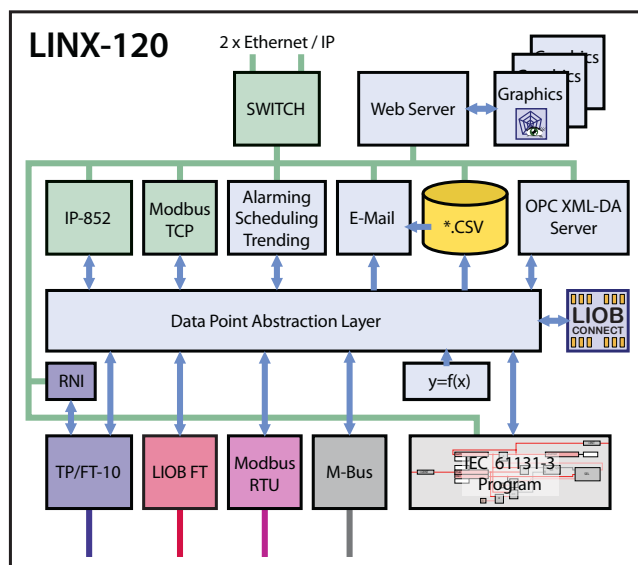 LINX-120
2 x Ethernet / IP
SWITCH
Web Server
Graphics
Graphics
Graphics
IP-852
Modbus
TCP
Alarming
Scheduling
Trending
E-Mail
*.CSV
OPC XML-DA
Server
Data Point Abstraction Layer
LIOB
CONNECT
RNI
y=f(x)
TP/FT-10
LIOB FT
Modbus
RTU
M-Bus
IEC 61131-3
Program